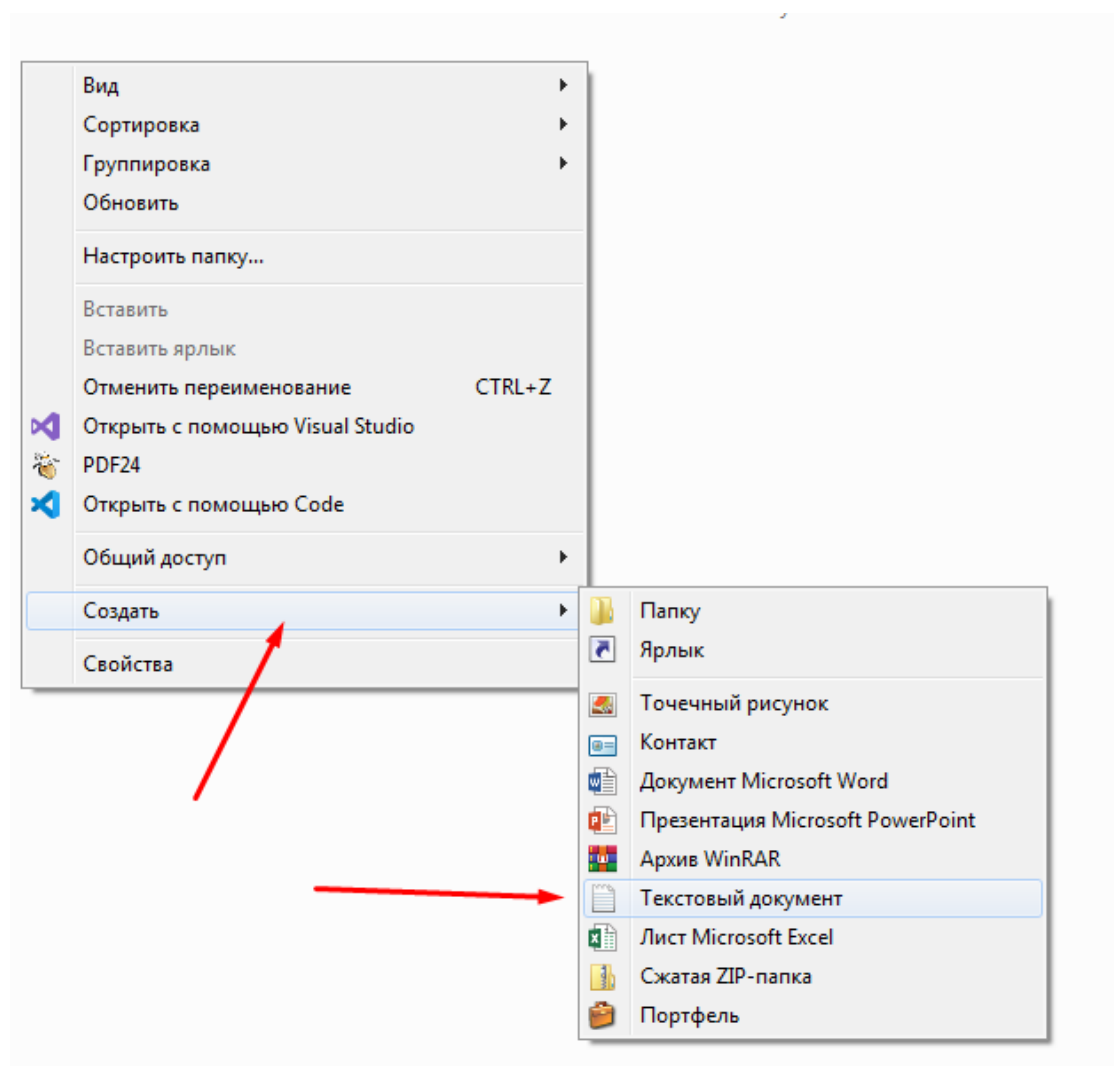 Вид
Сортировка
Группировка
Обновить
Настроить папку...
Вставить
Вставить ярлык
Отменить переименование CTRL+Z
Открыть с помощью Visual Studio
PDF24
Открыть с помощью Code
Общий доступ
Создать
Свойства
Папку
Ярлык
Точечный рисунок
Контакт
Документ Microsoft Word
Презентация Microsoft PowerPoint
Архив WinRAR
Текстовый документ
Лист Microsoft Excel
Сжатая ZIP-папка
Портфель